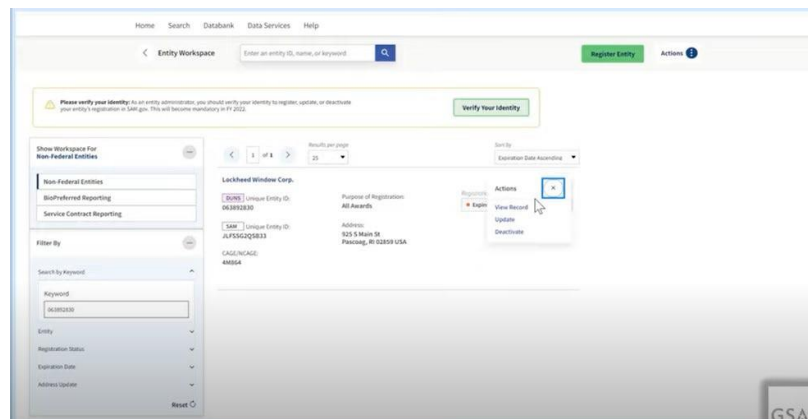 Home Search Databank Data Services Help
Entity Workspace
Enter an entity ID, name, or keyword
Register Entity
Actions
Please verify your identity: As an entity administrator, you should verify your identity to register, update, or deactivate
your entity's registration in SAM.gov. This will become mandatory in FY 2022.
Verify Your Identity
Show Workspace For
Non-Federal Entities
Non-Federal Entities
BioPreferred Reporting
Service Contract Reporting
Filter By
Search by Keyword
Keyword
063892830
Entity
Registration Status
Expiration Date
Address Update
Reset
1 of 1
Results per page
25
Sort by
Expiration Date Ascending
Lockheed Window Corp.
DUNS Unique Entity ID:
063892830
SAM Unique Entity ID:
JLFSSG2QSB33
CAGE/NCAGE:
4M864
Purpose of Registration:
All Awards
Address:
925 S Main St
Pascoag, RI 02859 USA
Actions
View Record
Update
Deactivate
GSA